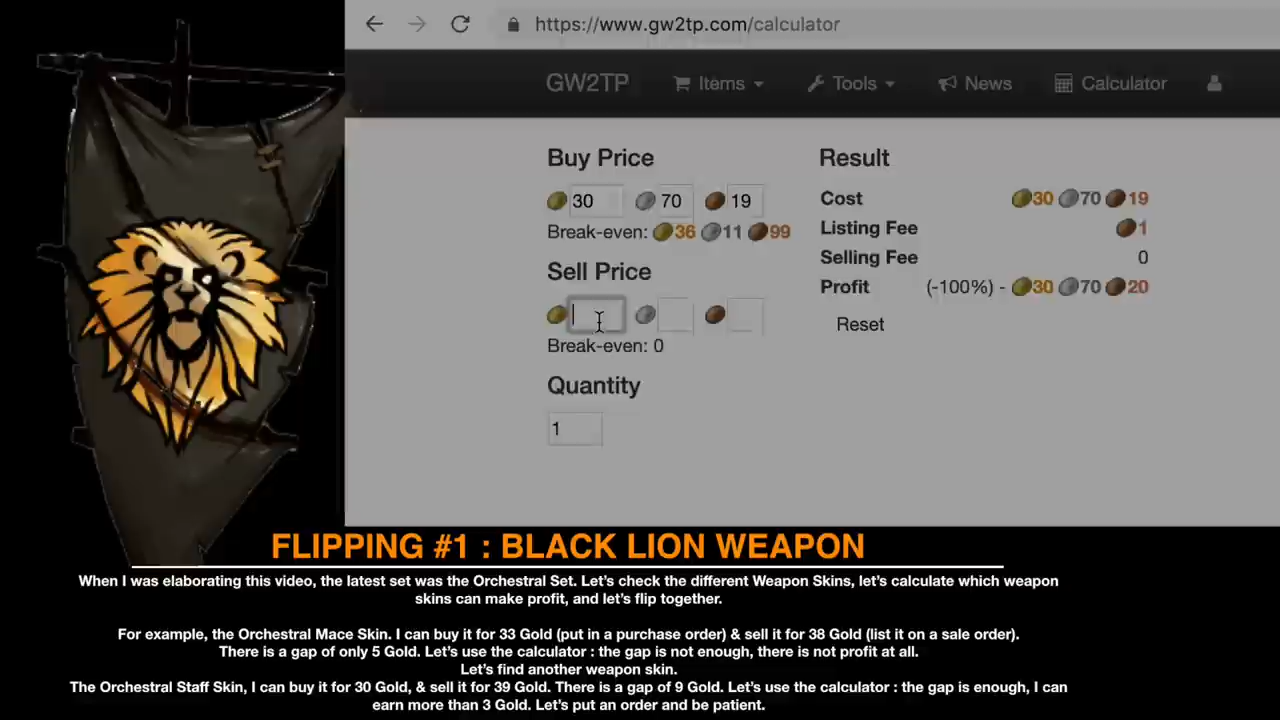 https://www.gw2tp.com/calculator
GW2TP Items Tools News Calculator
Buy Price
30 70 19
Break-even: 36 11 99
Sell Price
Break-even: 0
Quantity
1
Result
Cost 30 70 19
Listing Fee 1
Selling Fee 0
Profit (-100%) - 30 70 20
Reset
FLIPPING #1 : BLACK LION WEAPON
When I was elaborating this video, the latest set was the Orchestral Set. Let's check the different Weapon Skins, let's calculate which weapon
skins can make profit, and let's flip together.
For example, the Orchestral Mace Skin. I can buy it for 33 Gold (put in a purchase order) & sell it for 38 Gold (list it on a sale order).
There is a gap of only 5 Gold. Let's use the calculator : the gap is not enough, there is not profit at all.
Let's find another weapon skin.
The Orchestral Staff Skin, I can buy it for 30 Gold, & sell it for 39 Gold. There is a gap of 9 Gold. Let's use the calculator : the gap is enough, I can
earn more than 3 Gold. Let's put an order and be patient.